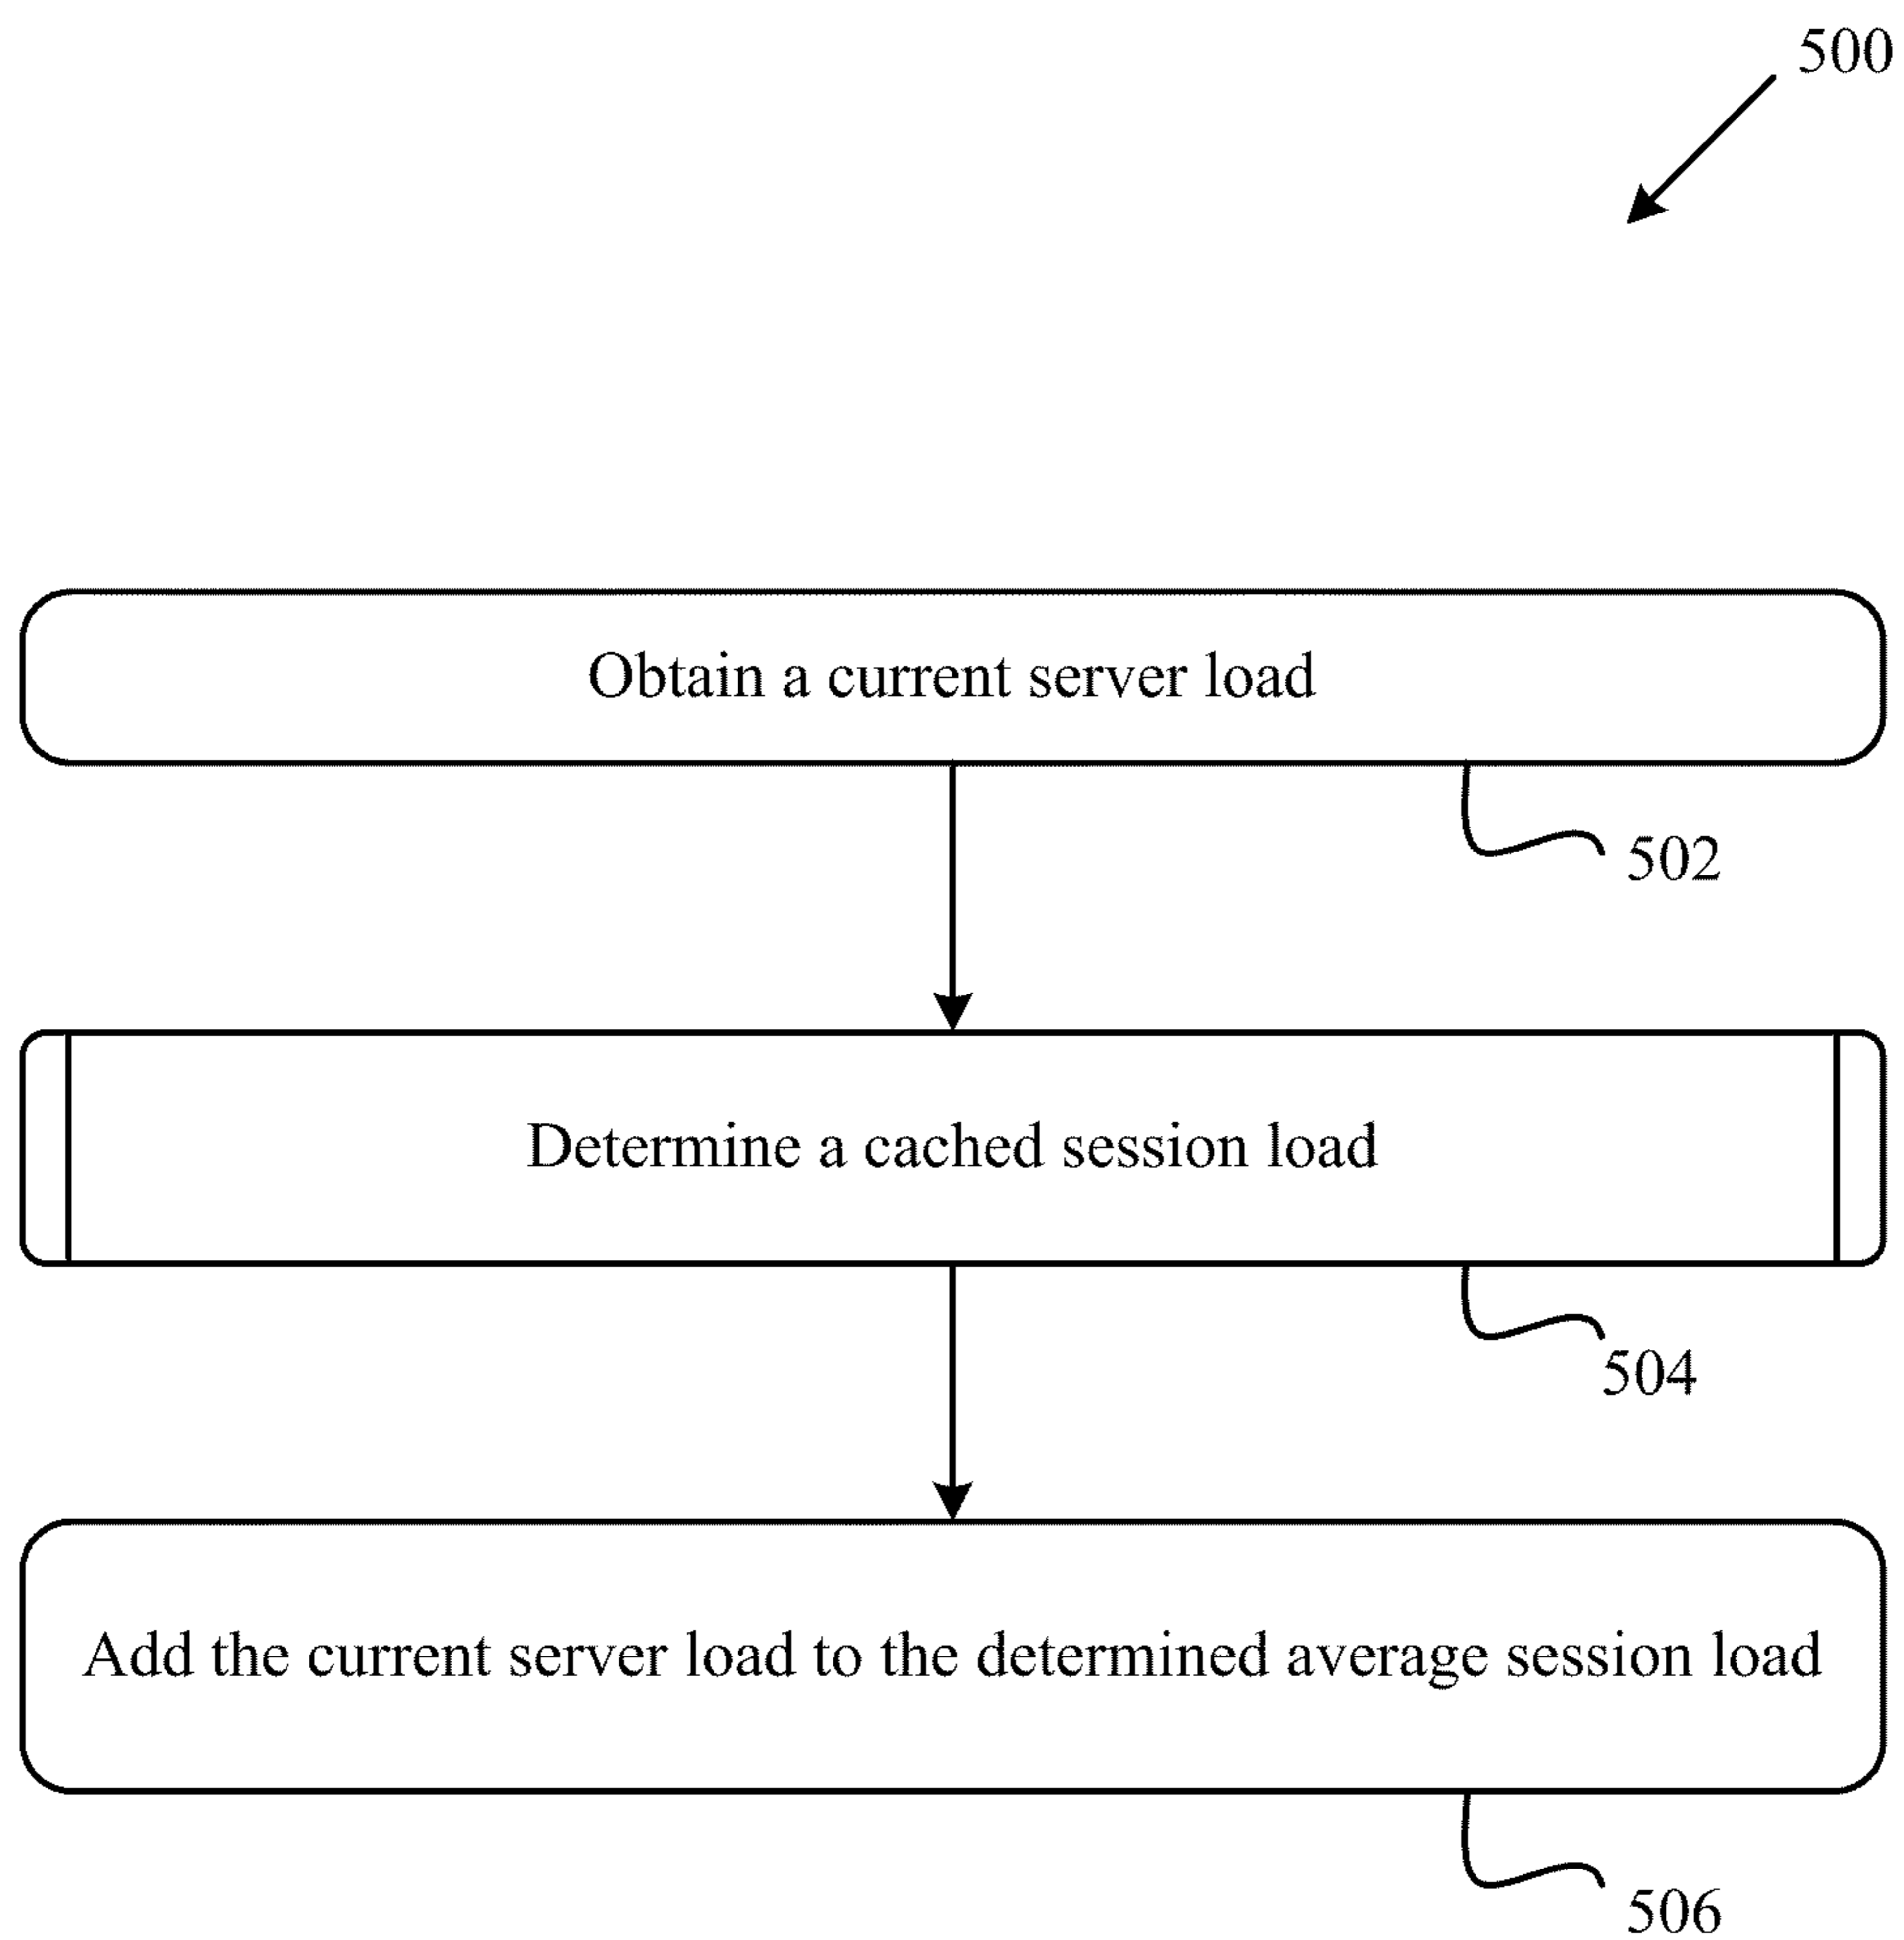 500
Obtain a current server load
502
Determine a cached session load
504
Add the current server load to the determined average session load
506